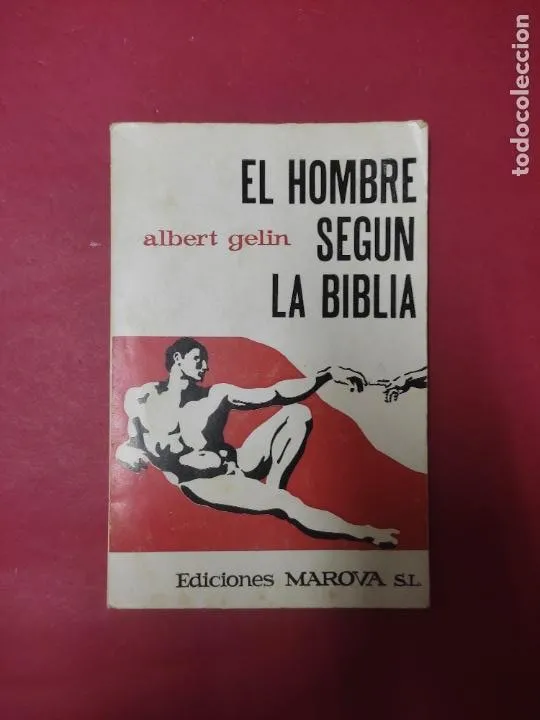 EL HOMBRE
albert gelin SEGUN
LA BIBLIA
Ediciones MAROVA S.L.
todocoleccion